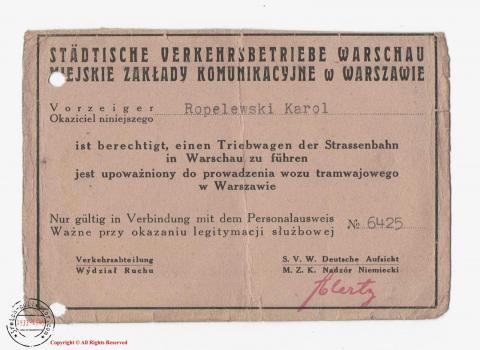 STÄDTISCHE VERKEHRSBETRIEBE WARSCHAU
MIEJSKIE ZAKŁADY KOMUNIKACYJNE w WARSZAWIE
Vorzeiger
Okaziciel niniejszego
Ropelewski Karol
ist berechtigt, einen Triebwagen der Strassenbahn
in Warschau zu führen
jest upoważniony do prowadzenia wozu tramwajowego
w Warszawie
Nur gültig in Verbindung mit dem Personalausweis
Ważne przy okazaniu legitymacji służbowej
№ 6425
Verkehrsabteilung
Wydział Ruchu
S. V. W. Deutsche Aufsicht
M. Z. K. Nadzór Niemiecki
Copyright © All Rights Reserved